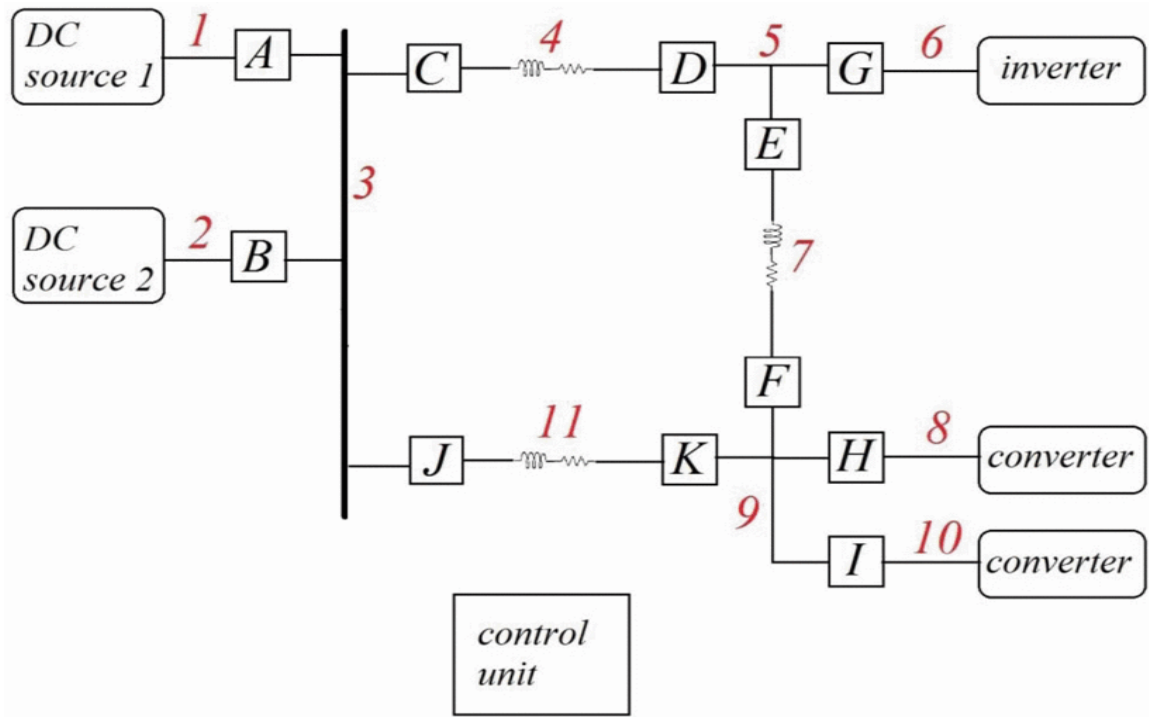 DC
source 1
1
A
C
4
D
5
G
6
inverter
E
3
DC
source 2
2
B
7
F
J
11
K
H
8
converter
9
I
10
converter
control
unit